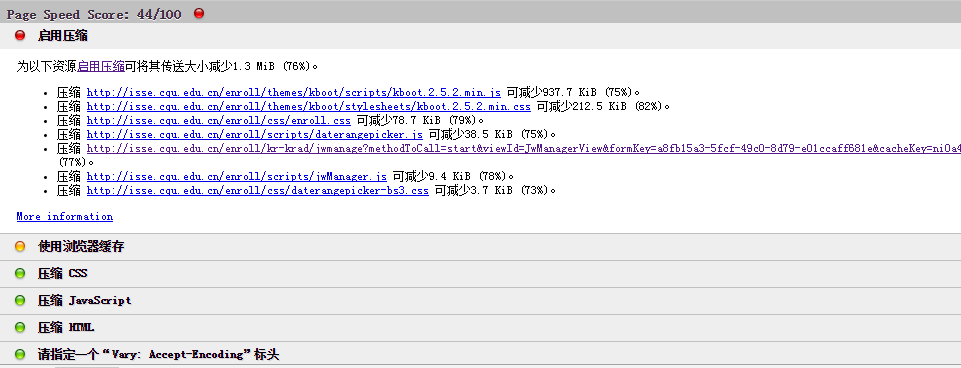 Page Speed Score: 44/100
启用压缩
为以下资源启用压缩可将其传送大小减少1.3 MiB (76%)。
• 压缩 http://isse.cqu.edu.cn/enroll/themes/kboot/scripts/kboot.2.5.2.min.js 可减少937.7 KiB (75%)。
• 压缩 http://isse.cqu.edu.cn/enroll/themes/kboot/stylesheets/kboot.2.5.2.min.css 可减少212.5 KiB (82%)。
• 压缩 http://isse.cqu.edu.cn/enroll/css/enroll.css 可减少78.7 KiB (79%)。
• 压缩 http://isse.cqu.edu.cn/enroll/scripts/daterangepicker.js 可减少38.5 KiB (75%)。
• 压缩 http://isse.cqu.edu.cn/enroll/kr-krad/jwmanage?methodToCall=start&viewId=JwManagerView&formKey=a8fb15a3-5fcf-49c0-8d79-e01ccaff681e&cacheKey=ni0a4
(77%)。
• 压缩 http://isse.cqu.edu.cn/enroll/scripts/jwManager.js 可减少9.4 KiB (78%)。
• 压缩 http://isse.cqu.edu.cn/enroll/css/daterangepicker-bs3.css 可减少3.7 KiB (73%)。
More information
使用浏览器缓存
压缩 CSS
压缩 JavaScript
压缩 HTML
请指定一个“Vary: Accept-Encoding”标头